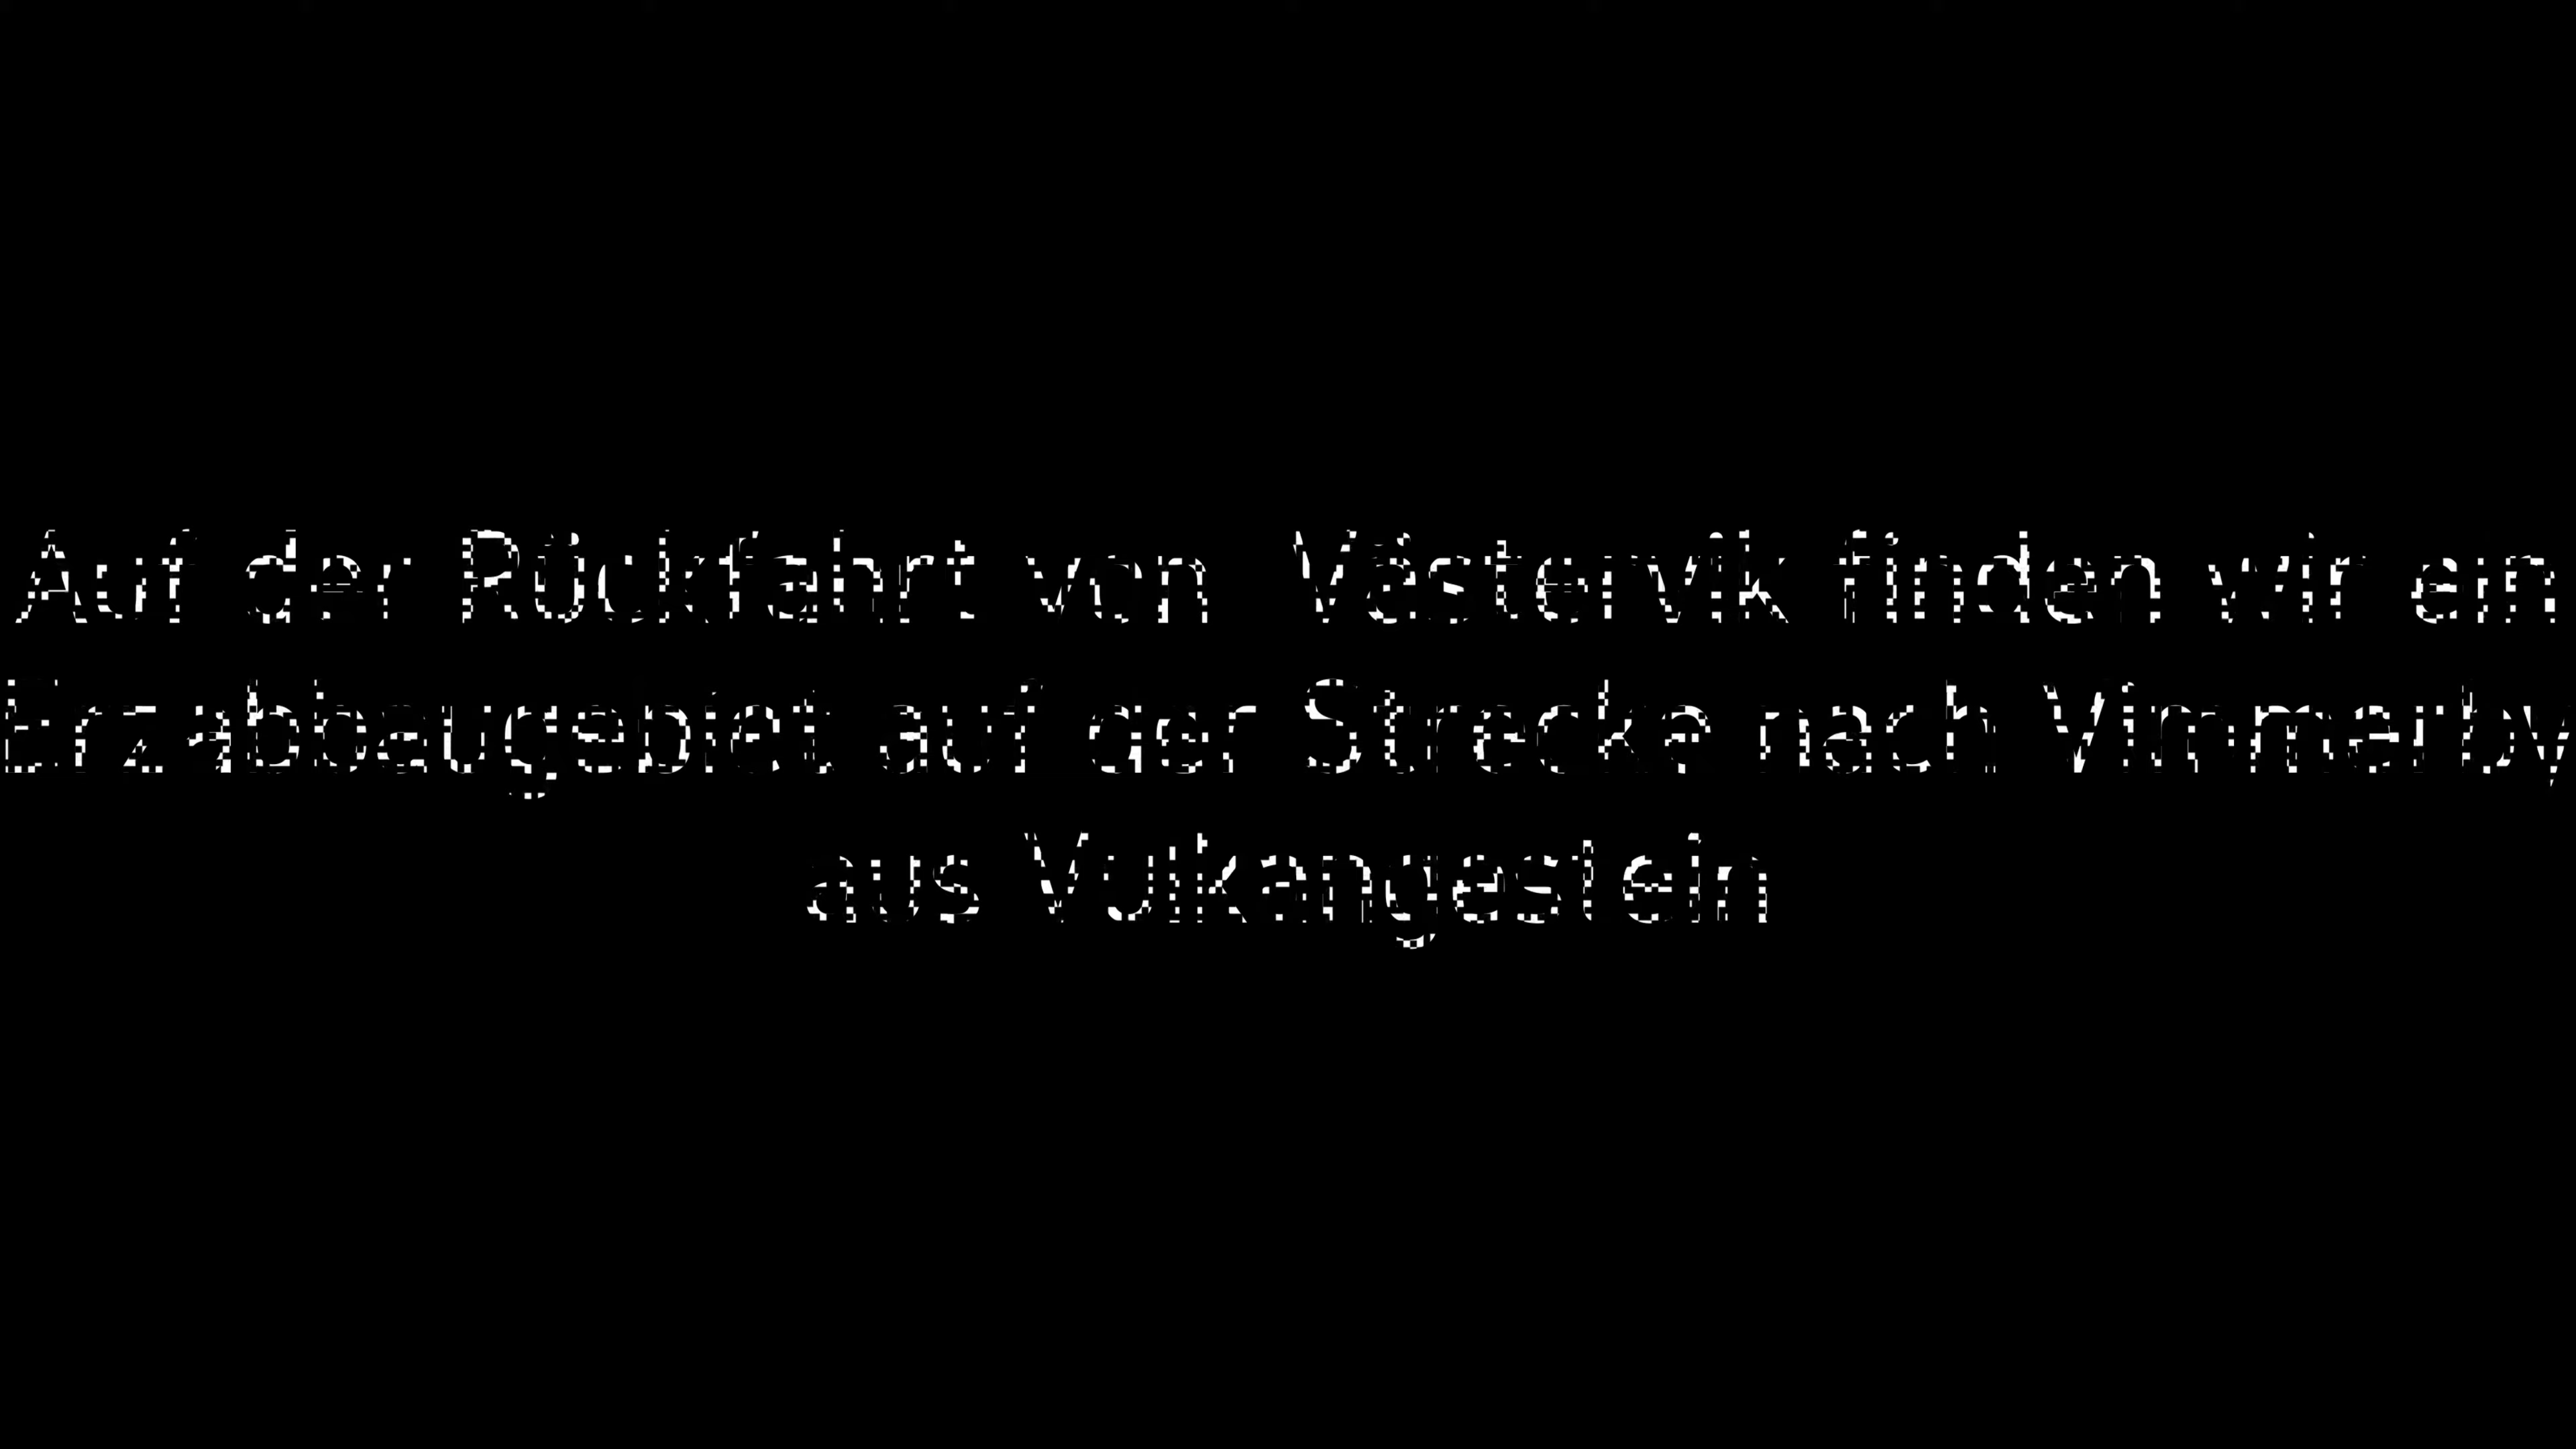 Auf der Rückfahrt von Västervik finden wir ein
Erzabbaugebiet auf der Strecke nach Vimmerby
aus Vulkangestein